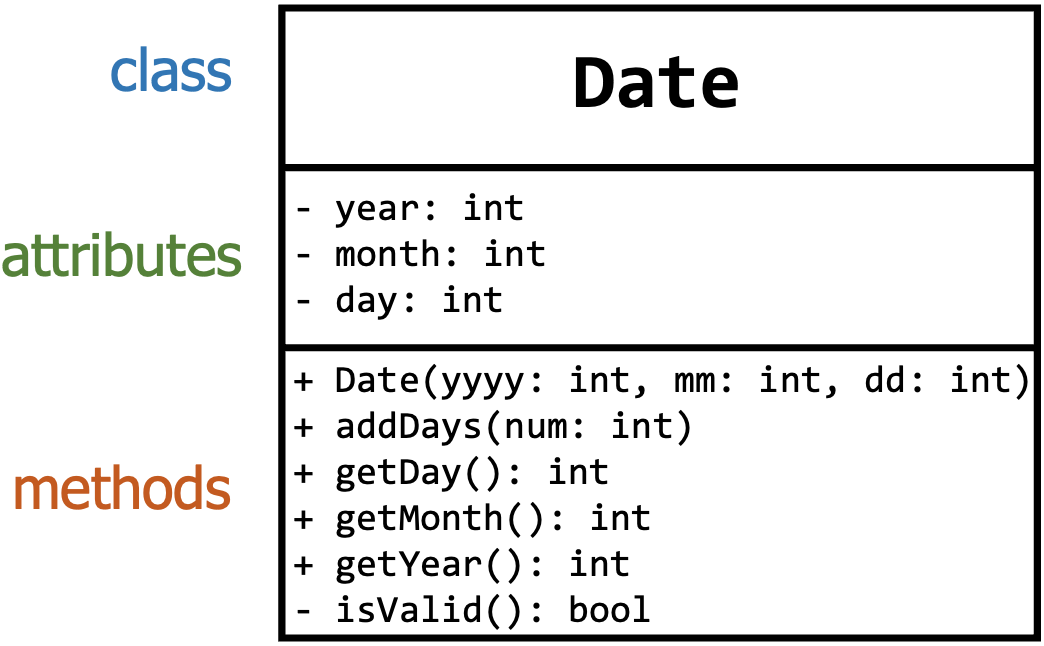 class
Date
attributes
- year: int
- month: int
- day: int
methods
+ Date(yyyy: int, mm: int, dd: int)
+ addDays(num: int)
+ getDay(): int
+ getMonth(): int
+ getYear(): int
- isValid(): bool